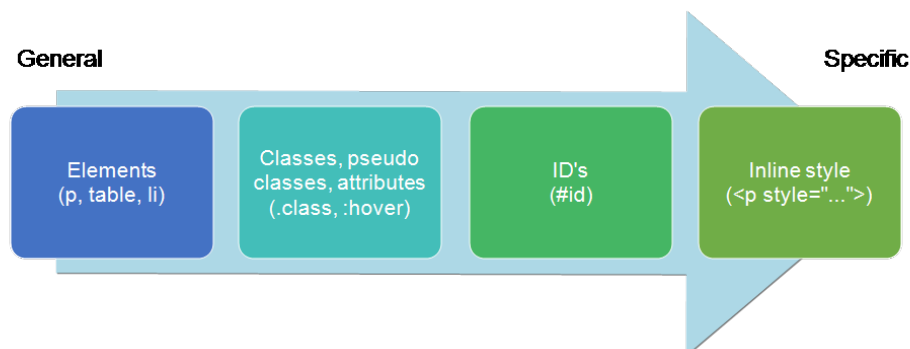 General
Specific
Elements
(p, table, li)
Classes, pseudo
classes, attributes
(.class, :hover)
ID's
(#id)
Inline style
(<p style="...">)